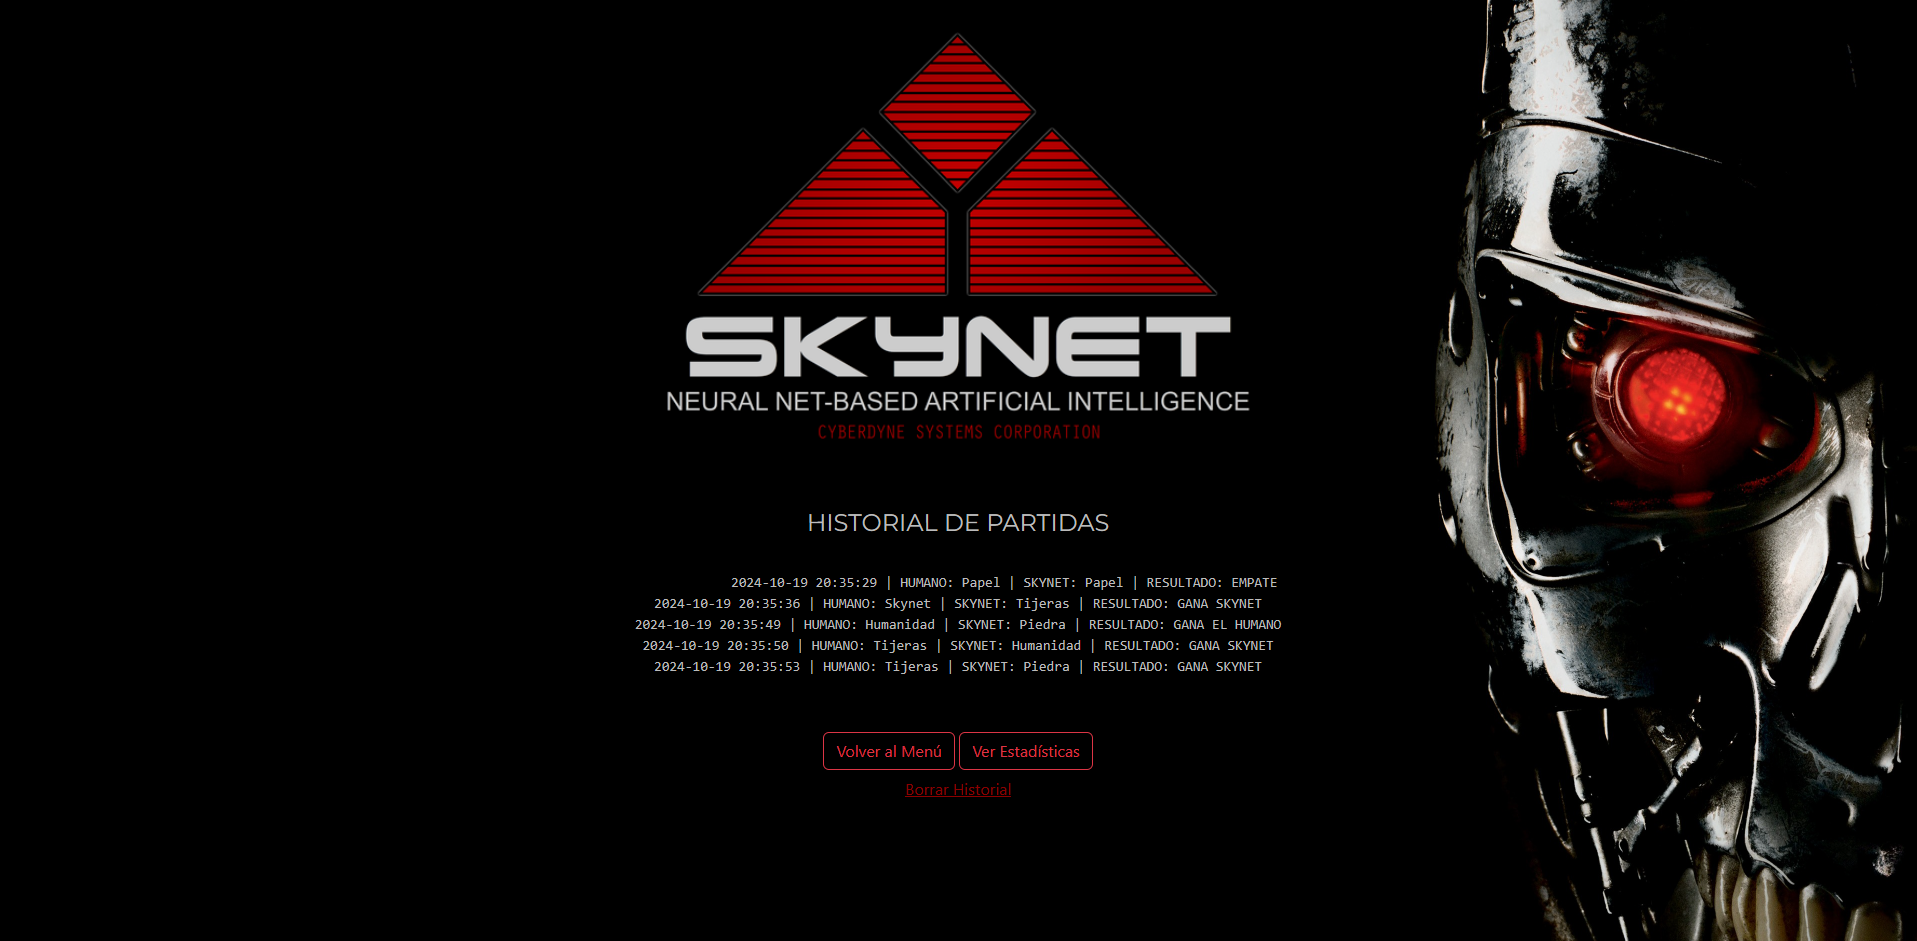 SKYNET
NEURAL NET-BASED ARTIFICIAL INTELLIGENCE
CYBERDYNE SYSTEMS CORPORATION
HISTORIAL DE PARTIDAS
2024-10-19 20:35:29 | HUMANO: Papel | SKYNET: Papel | RESULTADO: EMPATE
2024-10-19 20:35:36 | HUMANO: Skynet | SKYNET: Tijeras | RESULTADO: GANA SKYNET
2024-10-19 20:35:49 | HUMANO: Humanidad | SKYNET: Piedra | RESULTADO: GANA EL HUMANO
2024-10-19 20:35:50 | HUMANO: Tijeras | SKYNET: Humanidad | RESULTADO: GANA SKYNET
2024-10-19 20:35:53 | HUMANO: Tijeras | SKYNET: Piedra | RESULTADO: GANA SKYNET
Volver al Menú Ver Estadísticas
Borrar Historial